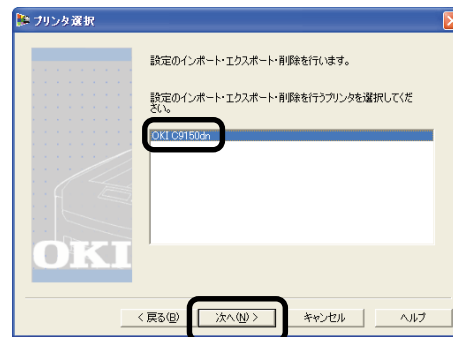 プリンタ選択
設定のインポート・エクスポート・削除を行います。
設定のインポート・エクスポート・削除を行うプリンタを選択してくだ
さい。
OKI C9150dn
OKI
< 戻る(B)
次へ(N) >
キャンセル
ヘルプ